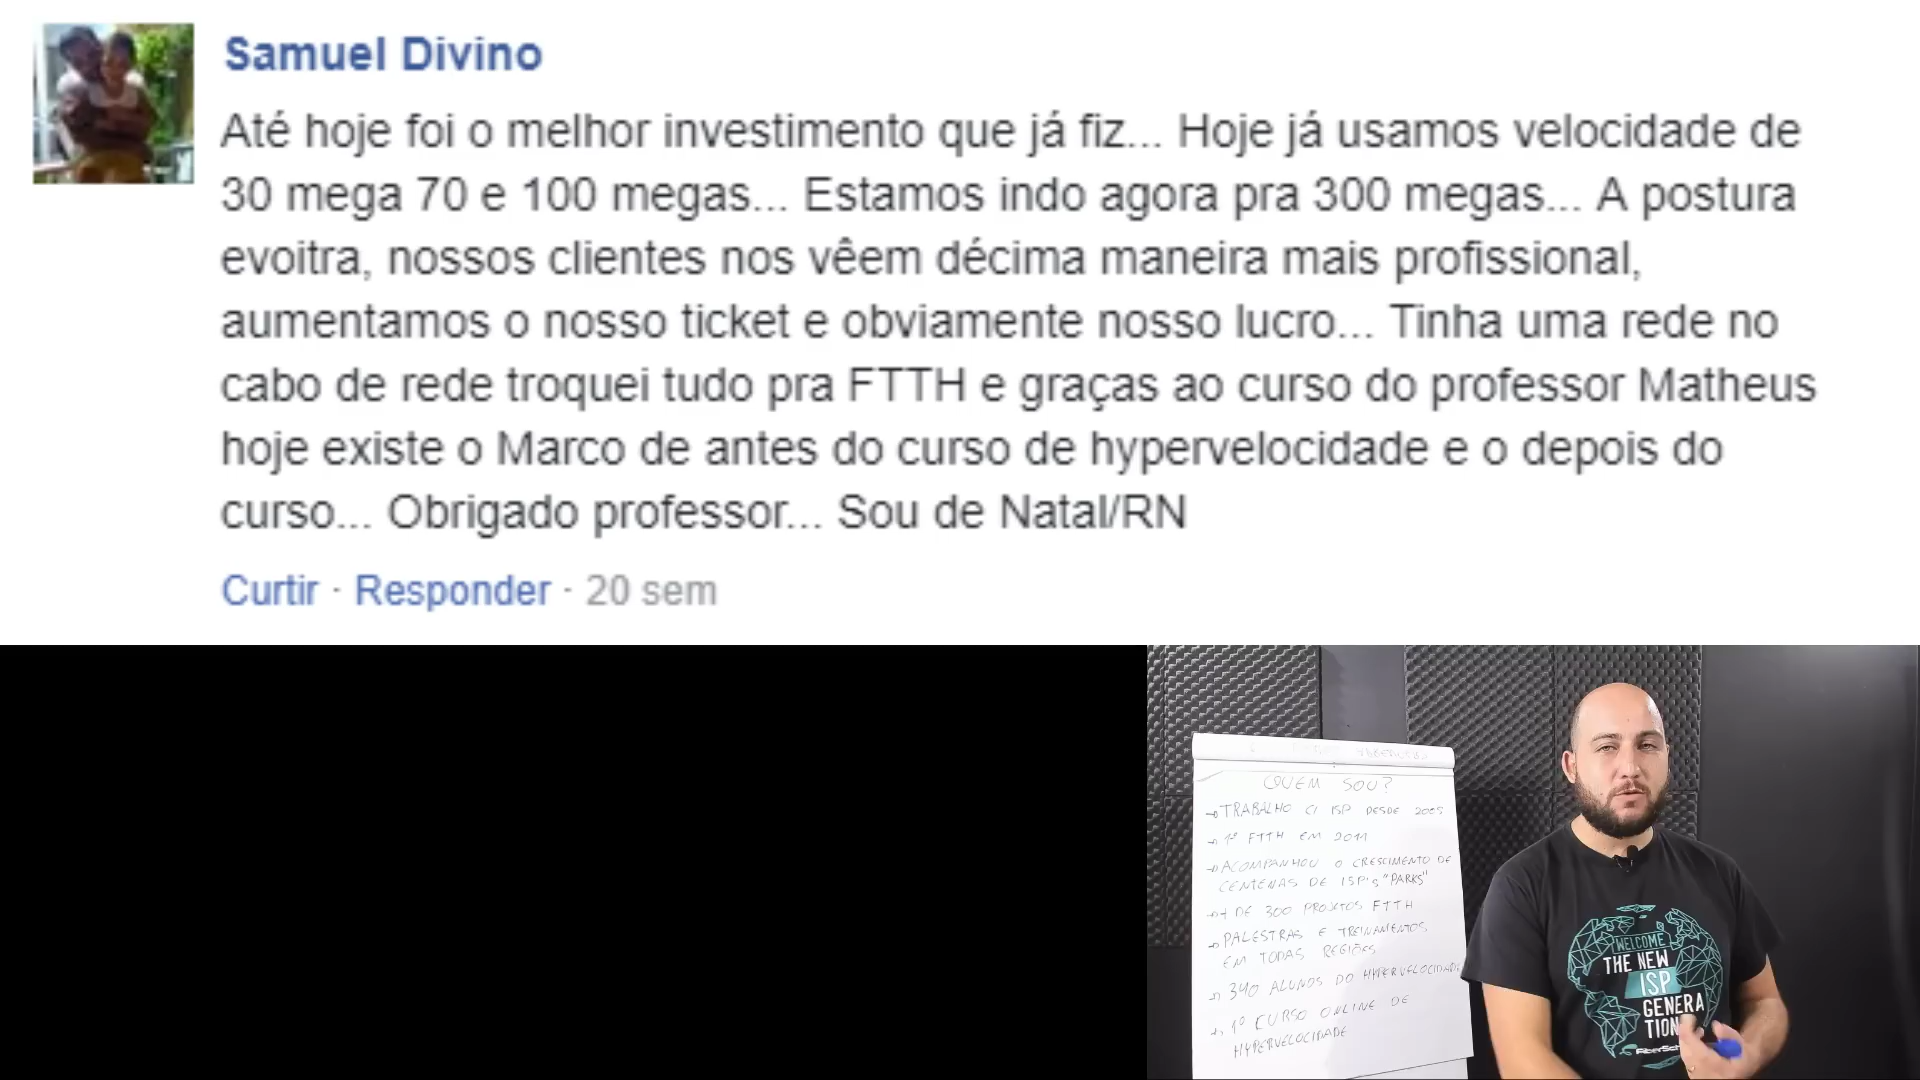 Samuel Divino
Até hoje foi o melhor investimento que já fiz... Hoje já usamos velocidade de
30 mega 70 e 100 megas... Estamos indo agora pra 300 megas... A postura
evoitra, nossos clientes nos vêem décima maneira mais profissional,
aumentamos o nosso ticket e obviamente nosso lucro... Tinha uma rede no
cabo de rede troquei tudo pra FTTH e graças ao curso do professor Matheus
hoje existe o Marco de antes do curso de hypervelocidade e o depois do
curso... Obrigado professor... Sou de Natal/RN
Curtir · Responder · 20 sem
QUEM SOU?
→ TRABALHO C/ ISP DESDE 2005
→ 1º FTTH EM 2011
→ ACOMPANHOU O CRESCIMENTO DE
CENTENAS DE ISP's "PARKS"
→ + DE 300 PROJETOS FTTH
→ PALESTRAS E TREINAMENTOS
EM TODAS REGIÕES
→ 340 ALUNOS DO HYPERVELOCIDADE
→ 1º CURSO ONLINE DE
HYPERVELOCIDADE
WELCOME
THE NEW
ISP
GENERA
TION